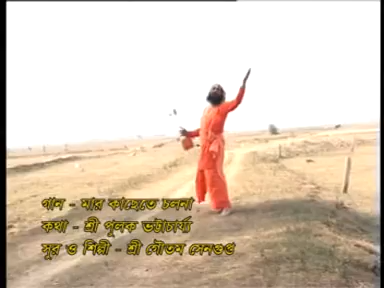 গান - মার কাছেতে চলনা
কথা - শ্রী পুলক ভট্টাচার্য্য
সুর ও শিল্পী - শ্রী গৌতম সেনগুপ্ত